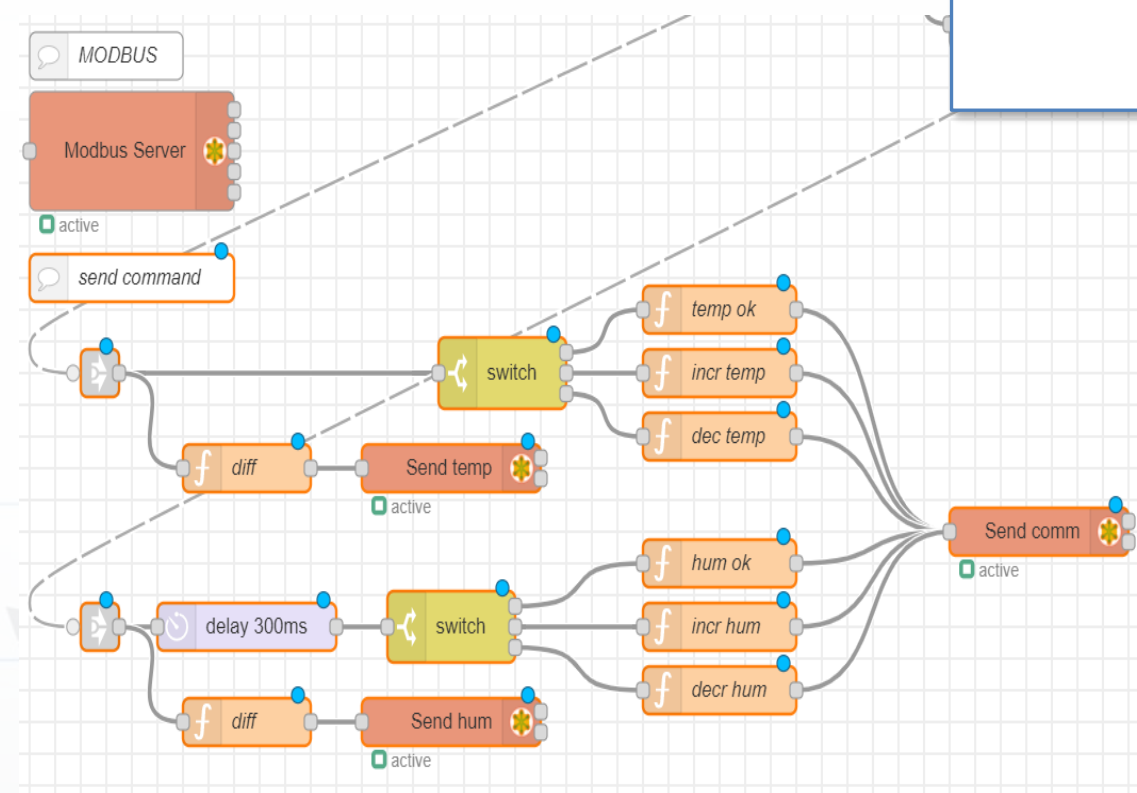 MODBUS
Modbus Server
active
send command
temp ok
switch
incr temp
dec temp
diff
Send temp
active
Send comm
active
hum ok
delay 300ms
switch
incr hum
decr hum
diff
Send hum
active